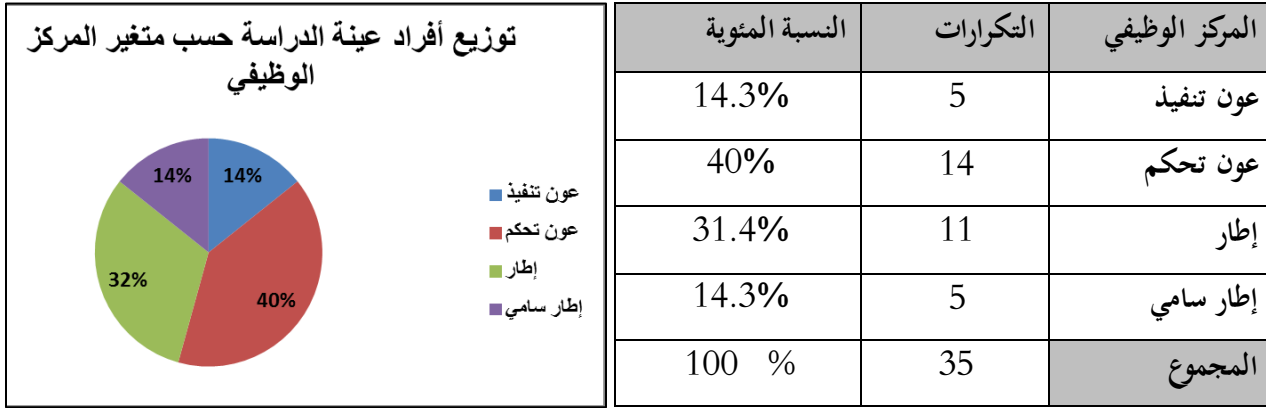 توزيع أفراد عينة الدراسة حسب متغير المركز
الوظيفي
14% 14%
32%
40%
عون تنفيذ
عون تحكم
إطار
إطار سامي
المركز الوظيفي التكرارات النسبة المئوية
عون تنفيذ 5 14.3%
عون تحكم 14 40%
إطار 11 31.4%
إطار سامي 5 14.3%
المجموع 35 100 %